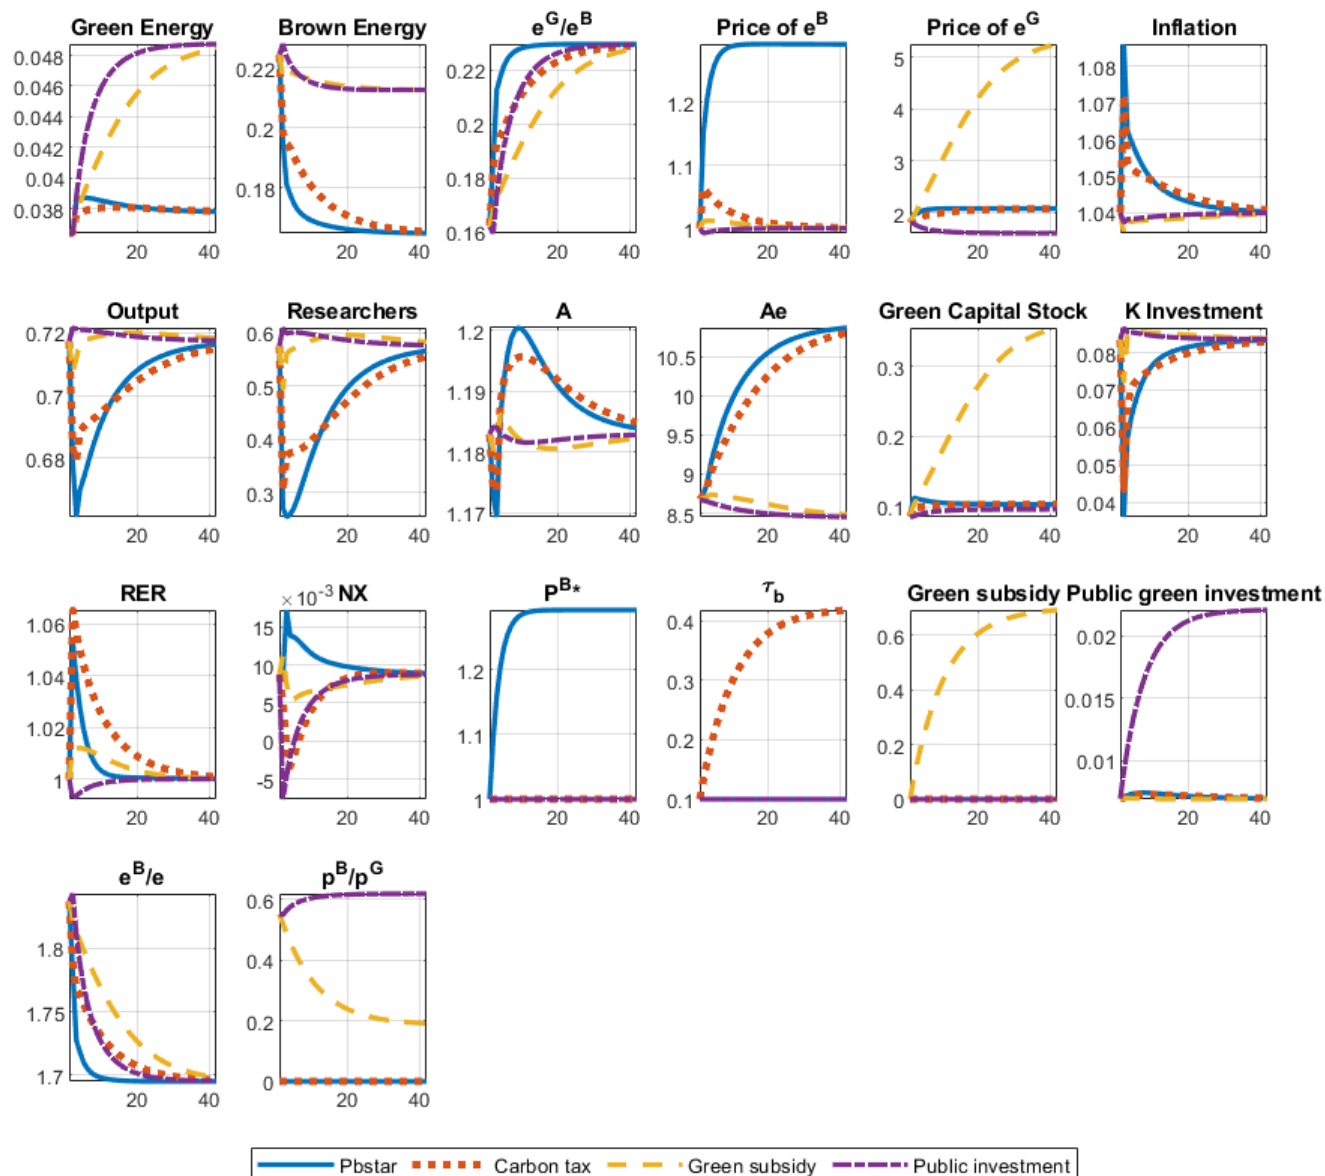 Green Energy Brown Energy e^G/e^B Price of e^B Price of e^G Inflation
0.048 0.046 0.044 0.042 0.04 0.038 20 40
0.22 0.2 0.18 20 40
0.22 0.2 0.18 0.16 20 40
1.2 1.1 1 20 40
5 4 3 2 20 40
1.08 1.07 1.06 1.05 1.04 20 40
Output Researchers A Ae Green Capital Stock K Investment
0.72 0.7 0.68 20 40
0.6 0.5 0.4 0.3 20 40
1.2 1.19 1.18 1.17 20 40
10.5 10 9.5 9 8.5 20 40
0.3 0.2 0.1 20 40
0.08 0.07 0.06 0.05 0.04 20 40
RER ×10^-3 NX P^B* τ_b Green subsidy Public green investment
1.06 1.04 1.02 1 20 40
15 10 5 0 -5 20 40
1.2 1.1 1 20 40
0.4 0.3 0.2 0.1 20 40
0.6 0.4 0.2 0 20 40
0.02 0.015 0.01 20 40
e^B/e p^B/p^G
1.8 1.75 1.7 20 40
0.6 0.4 0.2 0 20 40
Pbstar Carbon tax Green subsidy Public investment